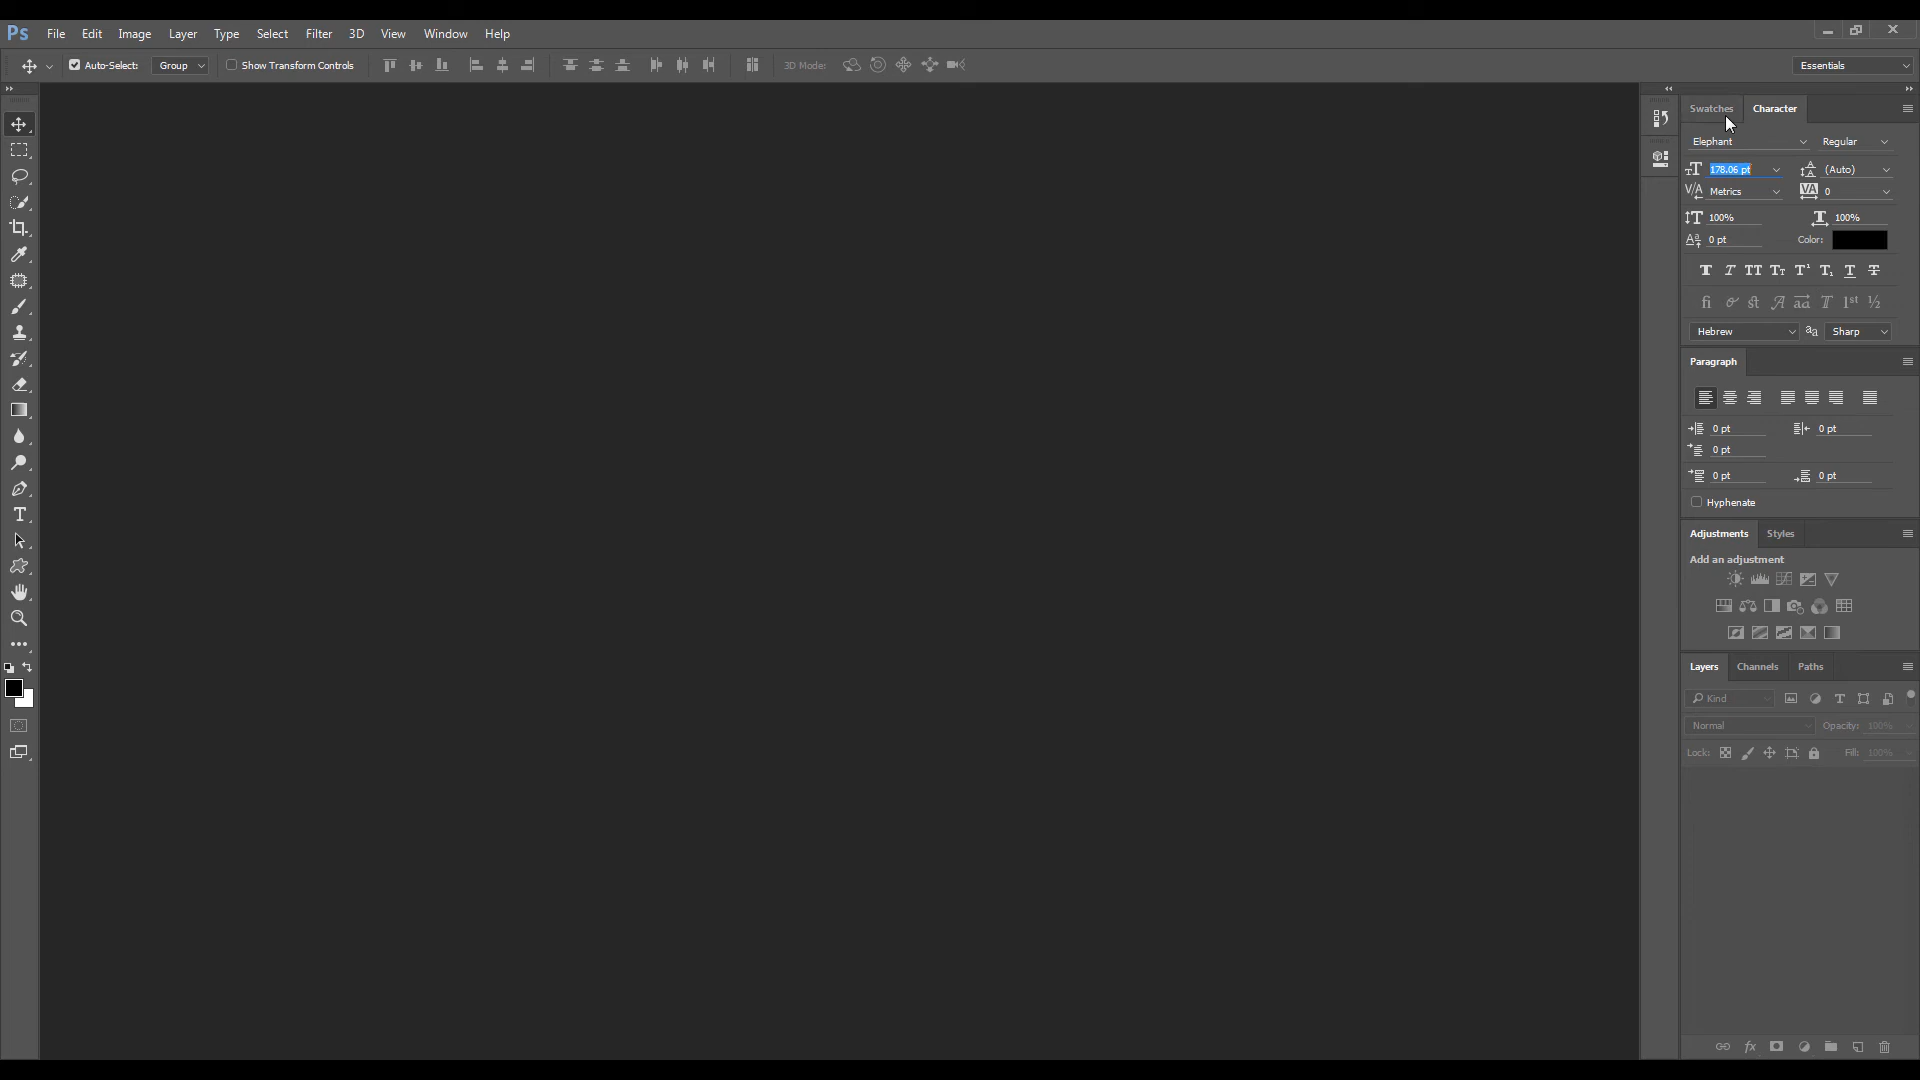 Ps File Edit Image Layer Type Select Filter 3D View Window Help
Auto-Select: Group Show Transform Controls 3D Mode: Essentials
Swatches Character
Elephant Regular
178.06 pt (Auto)
Metrics 0
100% 100%
0 pt Color:
Hebrew Sharp
Paragraph
0 pt 0 pt
0 pt
0 pt 0 pt
Hyphenate
Adjustments Styles
Add an adjustment
Layers Channels Paths
Kind
Normal Opacity: 100%
Lock: Fill: 100%